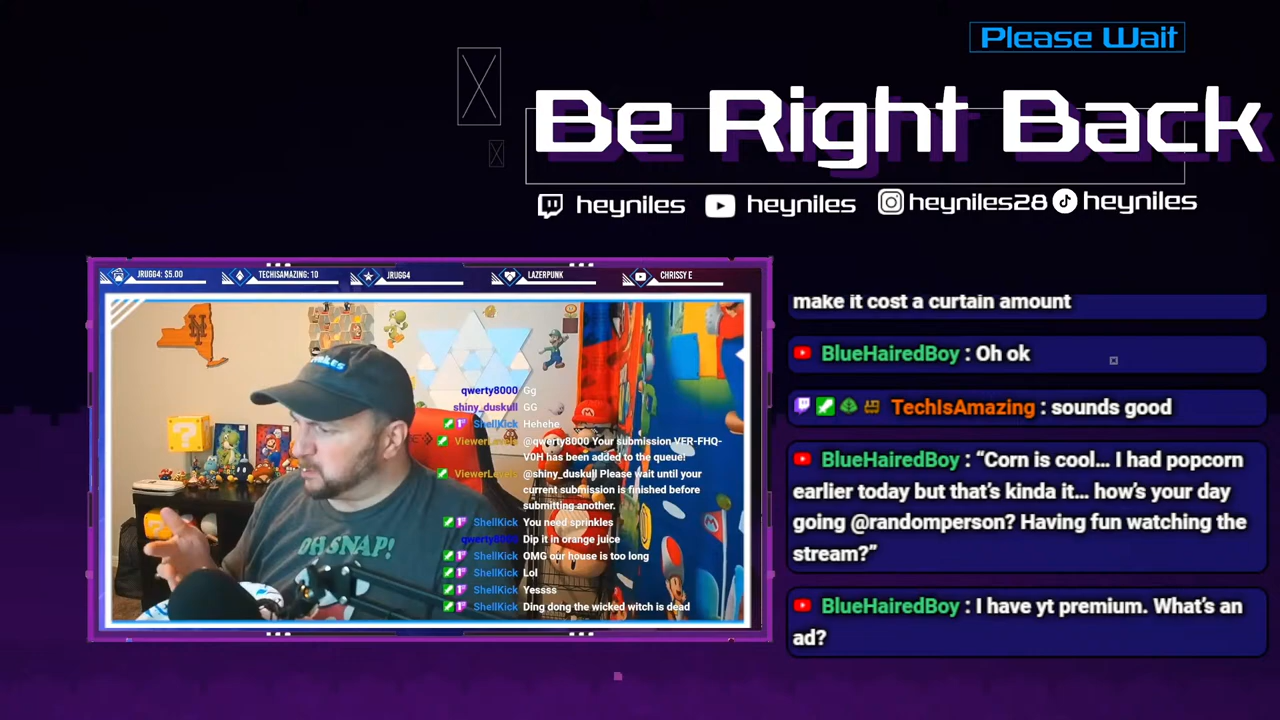 Please Wait
Be Right Back
heyniles heyniles heyniles28 heyniles
JRUGG4: $5.00 TECHISAMAZING: 10 JRUGG4 LAZERPUNK CHRISSY E
qwerty8000 Gg
shiny_duskull GG
ShellKick Hehehe
ViewerLevels @qwerty8000 Your submission VER-FHQ-
V0H has been added to the queue!
ViewerLevels @shiny_duskull Please wait until your
current submission is finished before
submitting another.
ShellKick You need sprinkles
qwerty8000 Dip it in orange juice
ShellKick OMG our house is too long
ShellKick Lol
ShellKick Yessss
ShellKick Ding dong the wicked witch is dead
OH SNAP!
make it cost a curtain amount
BlueHairedBoy : Oh ok
TechIsAmazing : sounds good
BlueHairedBoy : “Corn is cool... I had popcorn
earlier today but that’s kinda it... how’s your day
going @randomperson? Having fun watching the
stream?”
BlueHairedBoy : I have yt premium. What’s an
ad?